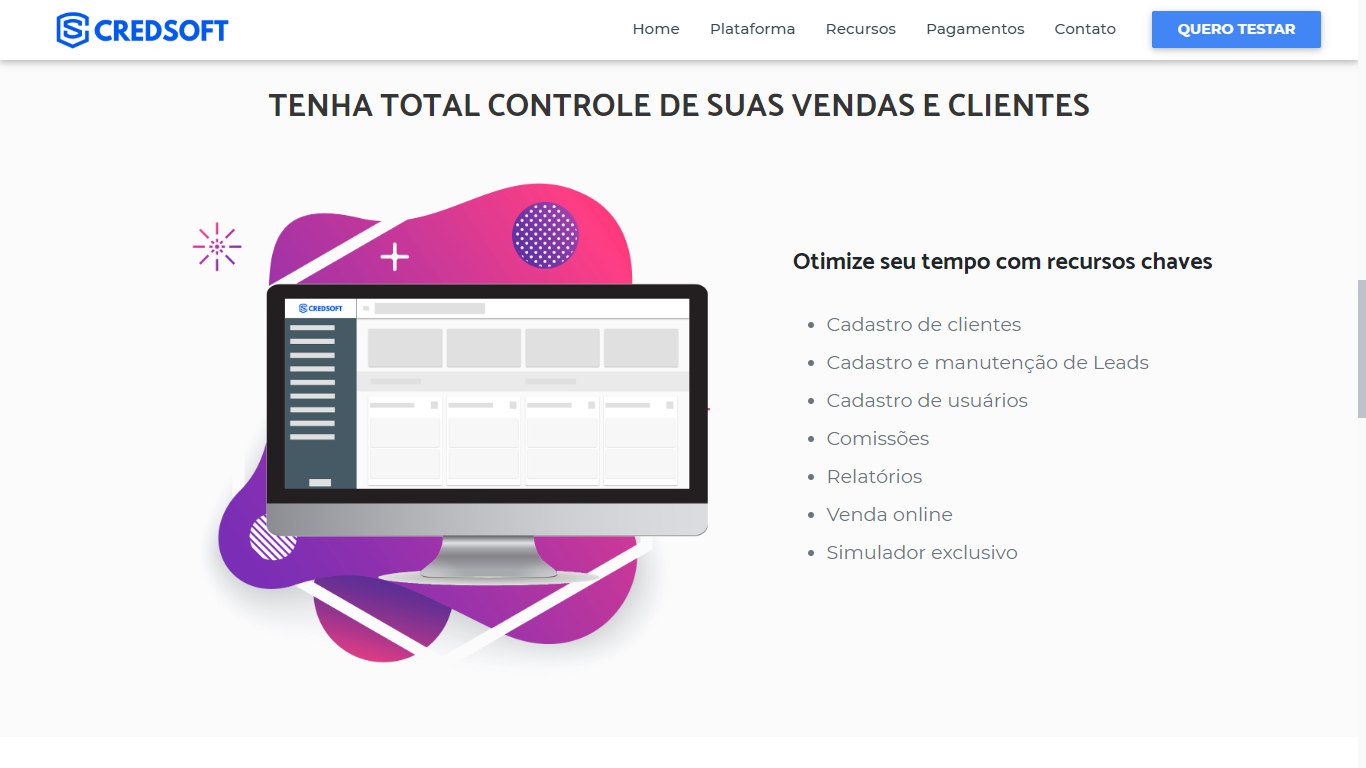 CREDSOFT
Home Plataforma Recursos Pagamentos Contato QUERO TESTAR
TENHA TOTAL CONTROLE DE SUAS VENDAS E CLIENTES
CREDSOFT
Otimize seu tempo com recursos chaves
• Cadastro de clientes
• Cadastro e manutenção de Leads
• Cadastro de usuários
• Comissões
• Relatórios
• Venda online
• Simulador exclusivo